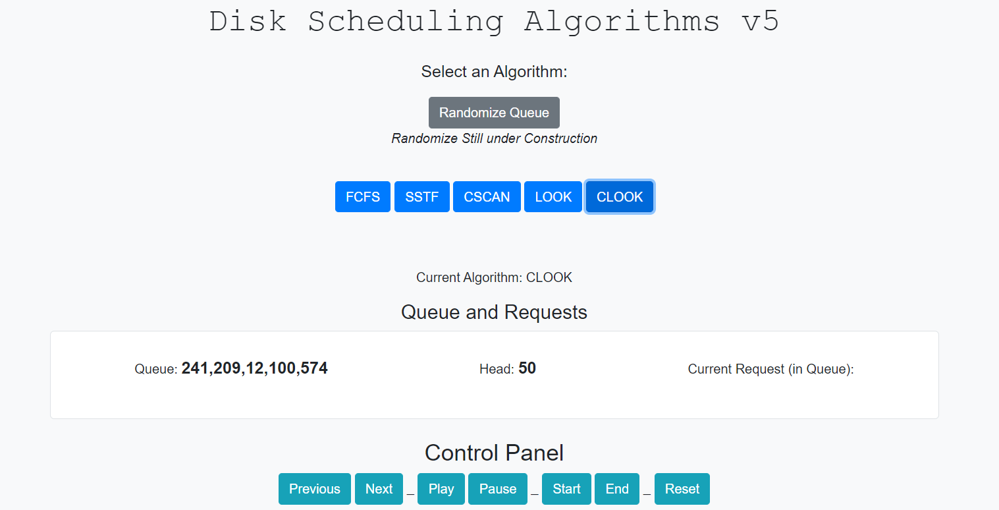 Disk Scheduling Algorithms v5
Select an Algorithm:
Randomize Queue
Randomize Still under Construction
FCFS SSTF CSCAN LOOK CLOOK
Current Algorithm: CLOOK
Queue and Requests
Queue: 241,209,12,100,574 Head: 50 Current Request (in Queue):
Control Panel
Previous Next _ Play Pause _ Start End _ Reset